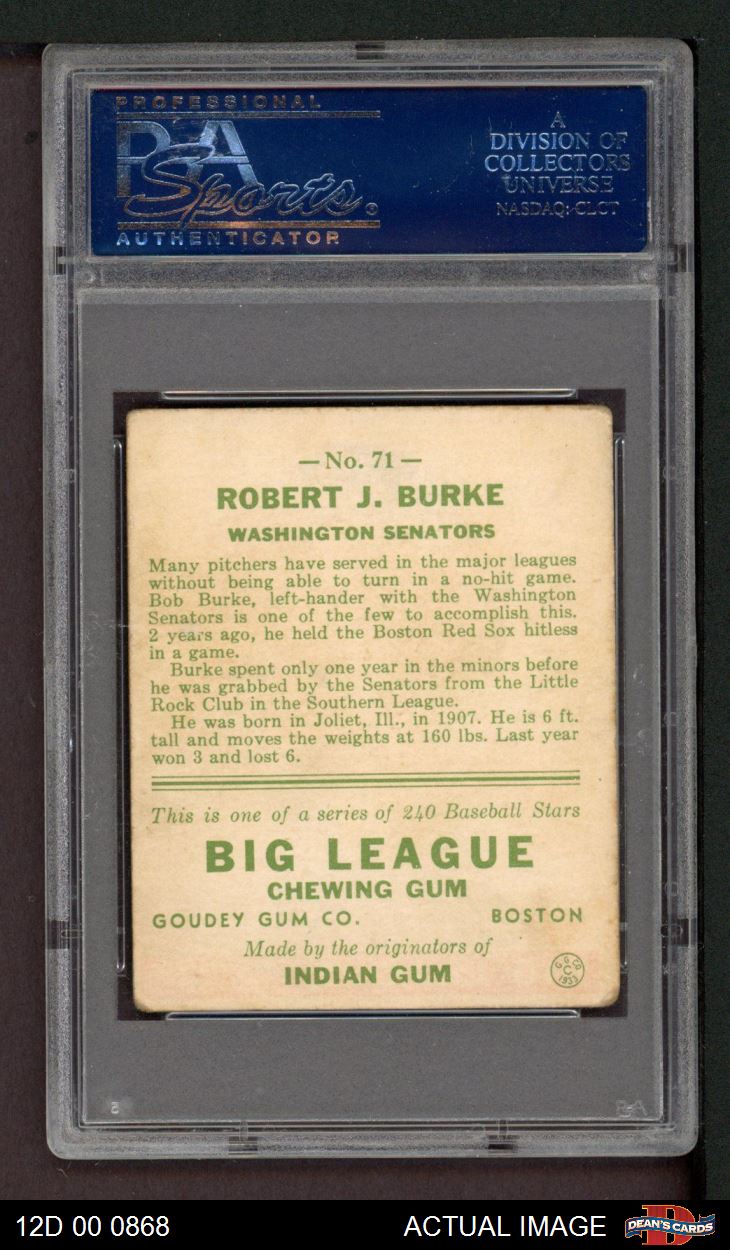 PROFESSIONAL
PSA
Sports
AUTHENTICATOR
A
DIVISION OF
COLLECTORS
UNIVERSE
NASDAQ: CLCT
— No. 71 —
ROBERT J. BURKE
WASHINGTON SENATORS
Many pitchers have served in the major leagues
without being able to turn in a no-hit game.
Bob Burke, left-hander with the Washington
Senators is one of the few to accomplish this.
2 years ago, he held the Boston Red Sox hitless
in a game.
Burke spent only one year in the minors before
he was grabbed by the Senators from the Little
Rock Club in the Southern League.
He was born in Joliet, Ill., in 1907. He is 6 ft.
tall and moves the weights at 160 lbs. Last year
won 3 and lost 6.
This is one of a series of 240 Baseball Stars
BIG LEAGUE
CHEWING GUM
GOUDEY GUM CO. BOSTON
Made by the originators of
INDIAN GUM
G G CO
C
1933
12D 00 0868 ACTUAL IMAGE DEAN'S CARDS